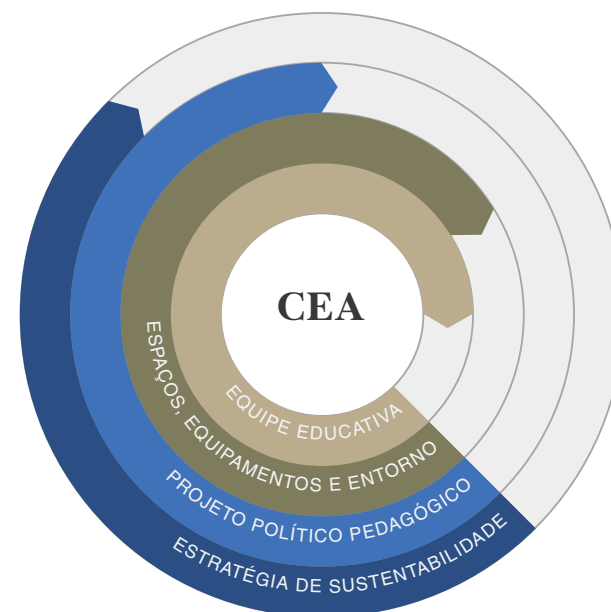 CEA
EQUIPE EDUCATIVA
ESPAÇOS, EQUIPAMENTOS E ENTORNO
PROJETO POLÍTICO PEDAGÓGICO
ESTRATÉGIA DE SUSTENTABILIDADE